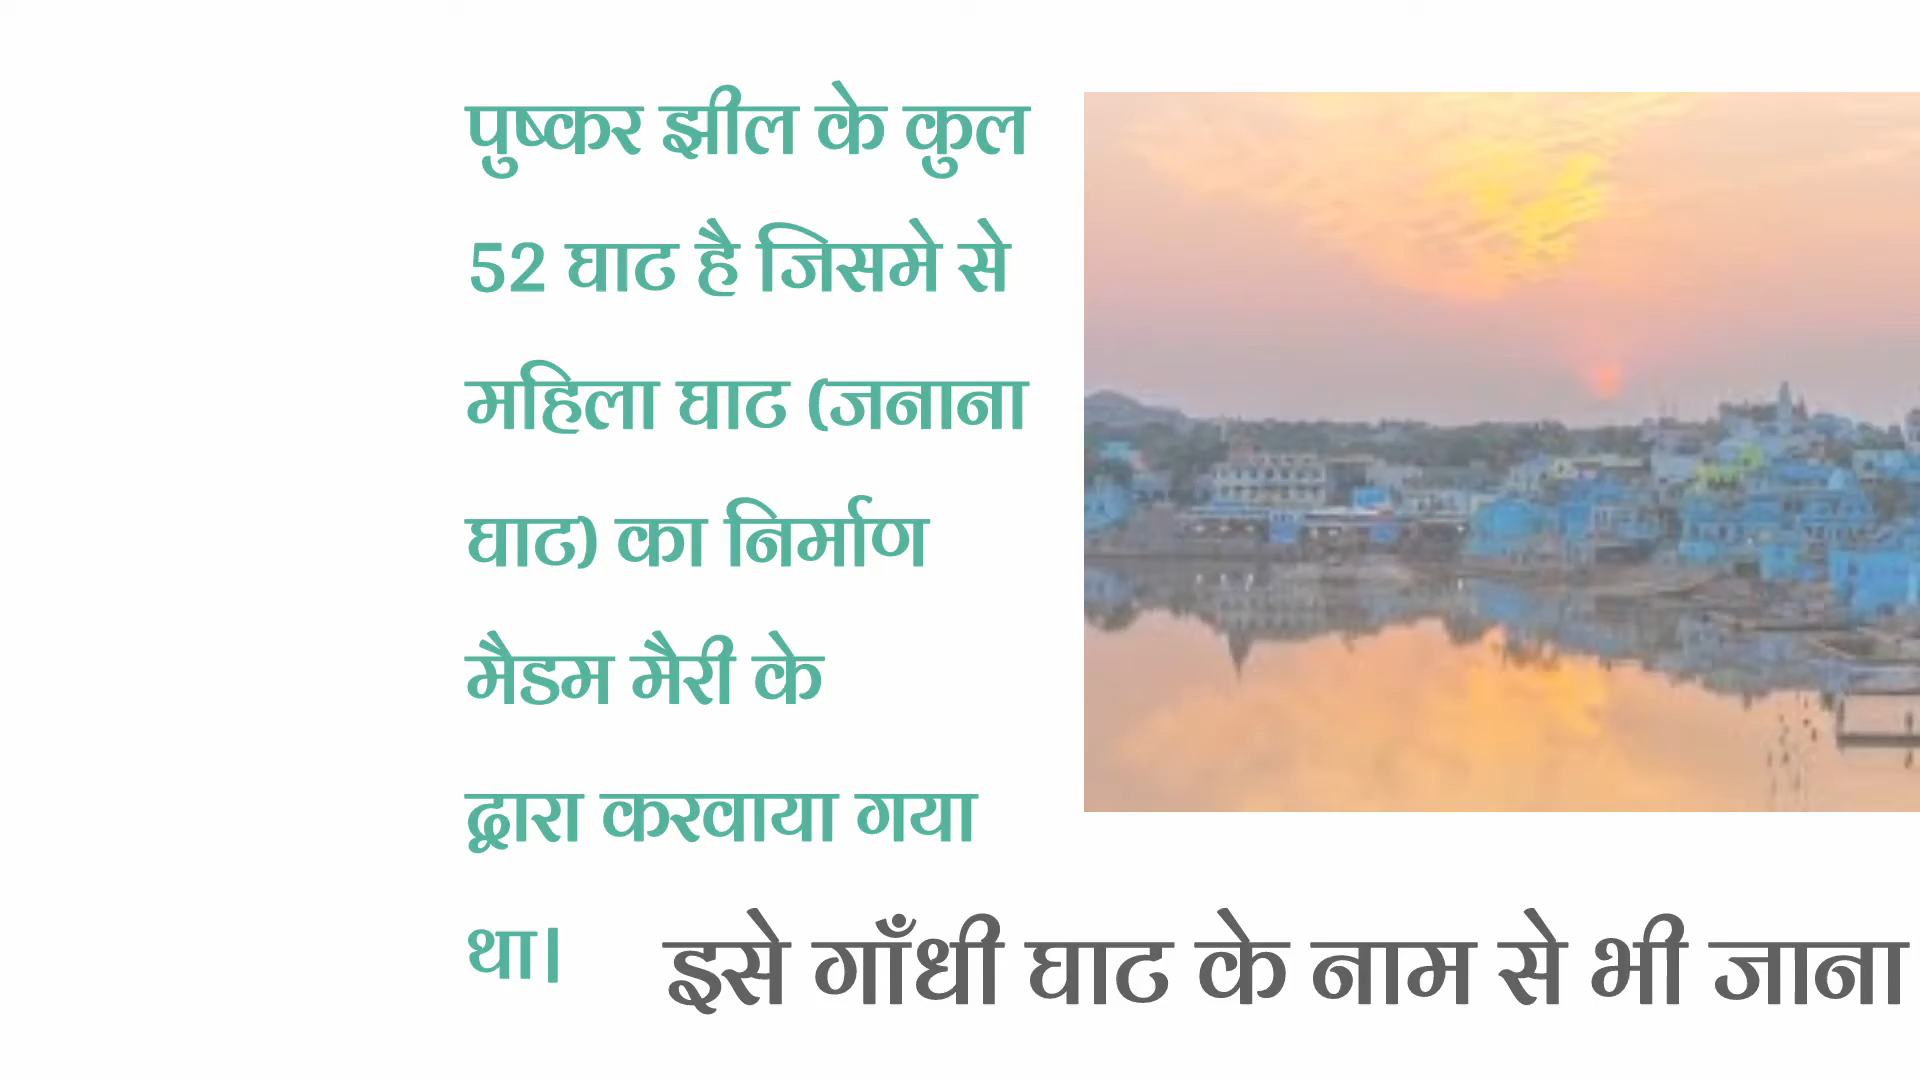 पुष्कर झील के कुल
52 घाट है जिसमे से
महिला घाट (जनाना
घाट) का निर्माण
मैडम मैरी के
द्वारा करवाया गया
था।
इसे गाँधी घाट के नाम से भी जाना